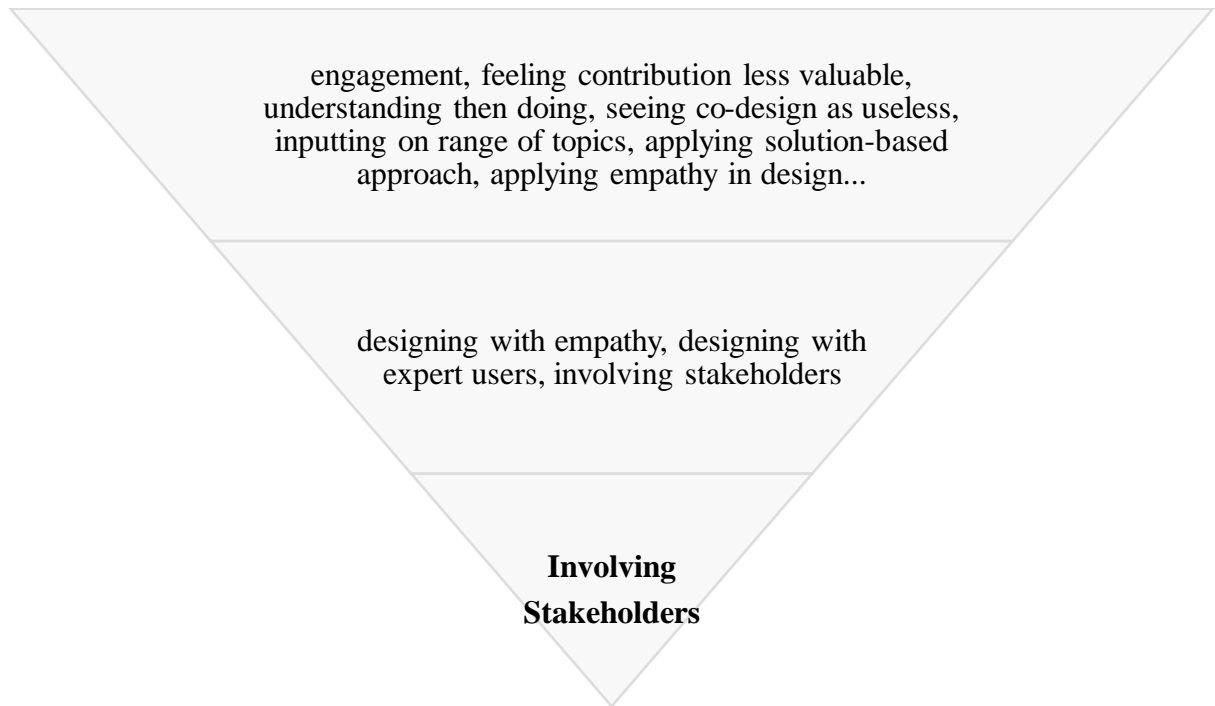 engagement, feeling contribution less valuable,
understanding then doing, seeing co-design as useless,
inputting on range of topics, applying solution-based
approach, applying empathy in design...
designing with empathy, designing with
expert users, involving stakeholders
Involving
Stakeholders